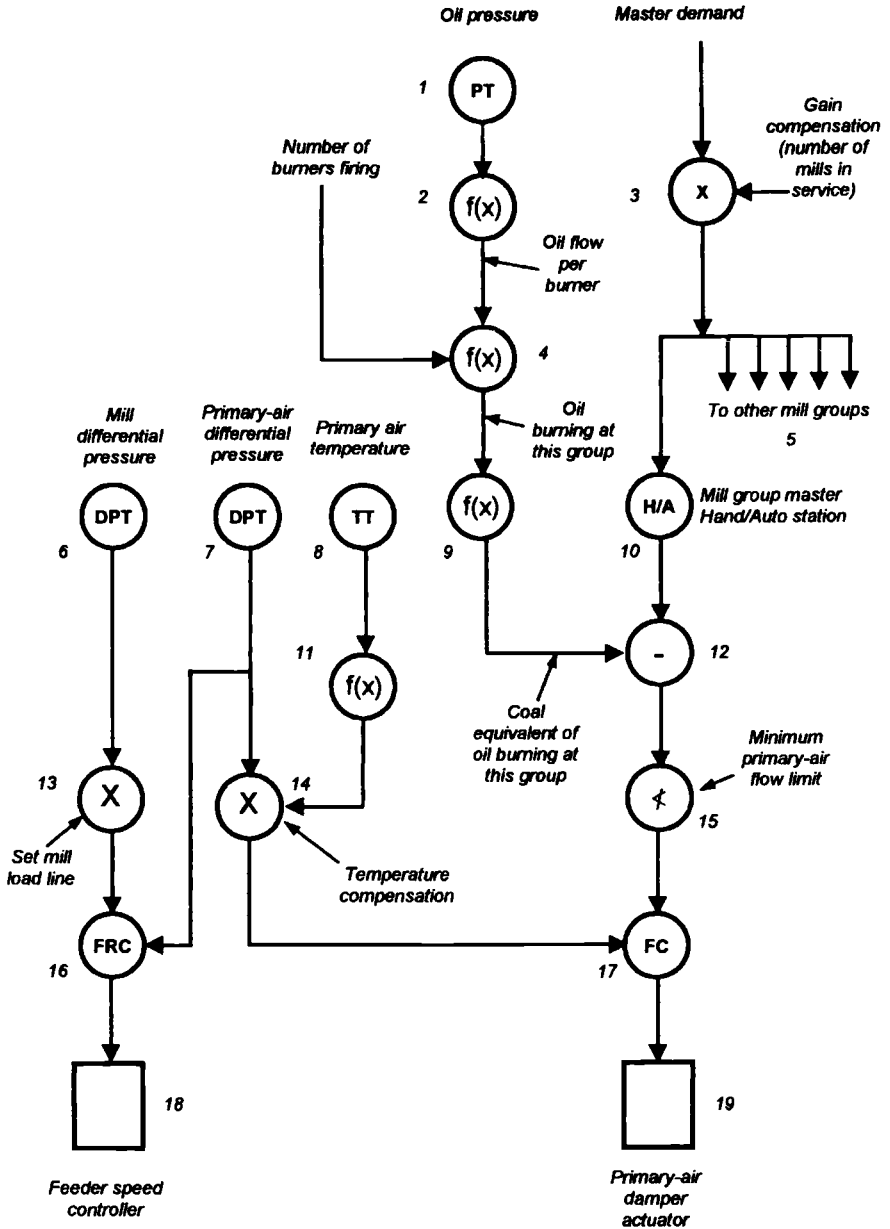 Oil pressure
Master demand
1
PT
Gain
compensation
(number of
mills in
service)
Number of
burners firing
2
f(x)
3
X
Oil flow
per
burner
f(x)
4
Mill
differential
pressure
Primary-air
differential
pressure
Primary air
temperature
Oil
burning at
this group
To other mill groups
5
DPT
DPT
TT
f(x)
H/A
Mill group master
Hand/Auto station
6
7
8
9
10
11
f(x)
-
12
Coal
equivalent of
oil burning at
this group
Minimum
primary-air
flow limit
13
X
14
X
∢
15
Set mill
load line
Temperature
compensation
FRC
16
FC
17
18
19
Feeder speed
controller
Primary-air
damper
actuator